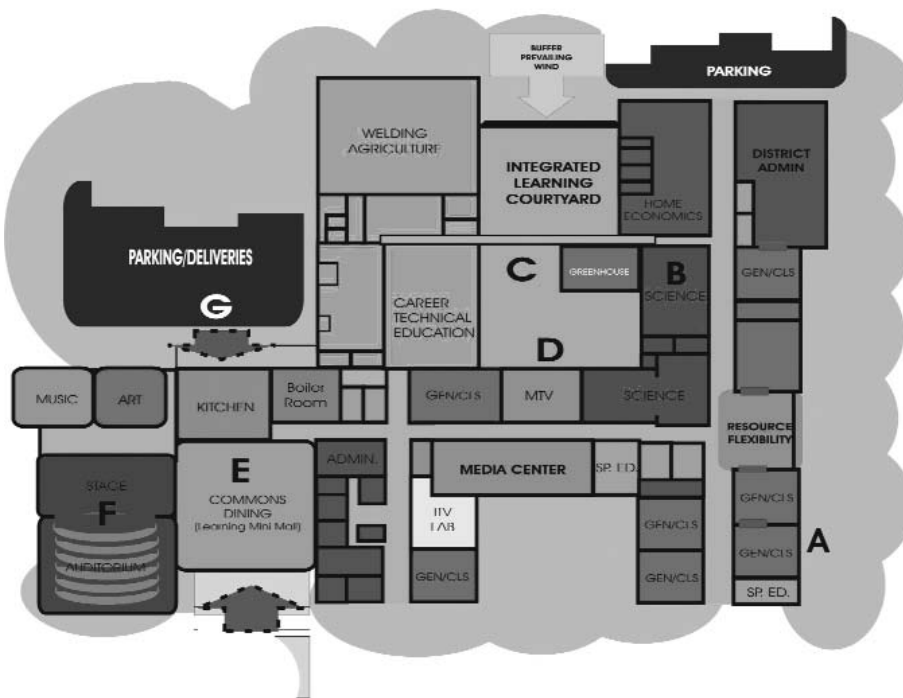 BUFFER
PREVAILING
WIND
PARKING
WELDING
AGRICULTURE
INTEGRATED
LEARNING
COURTYARD
HOME
ECONOMICS
DISTRICT
ADMIN
PARKING/DELIVERIES
G
C
GREENHOUSE
B
SCIENCE
GEN/CLS
CAREER
TECHNICAL
EDUCATION
D
MUSIC
ART
KITCHEN
Boiler
Room
GEN/CLS
MTV
SCIENCE
RESOURCE
FLEXIBILITY
STAGE
F
AUDITORIUM
E
COMMONS
DINING
(Learning Mini Mall)
ADMIN.
MEDIA CENTER
SP. ED.
ITV
LAB
GEN/CLS
GEN/CLS
GEN/CLS
GEN/CLS
GEN/CLS
A
SP. ED.